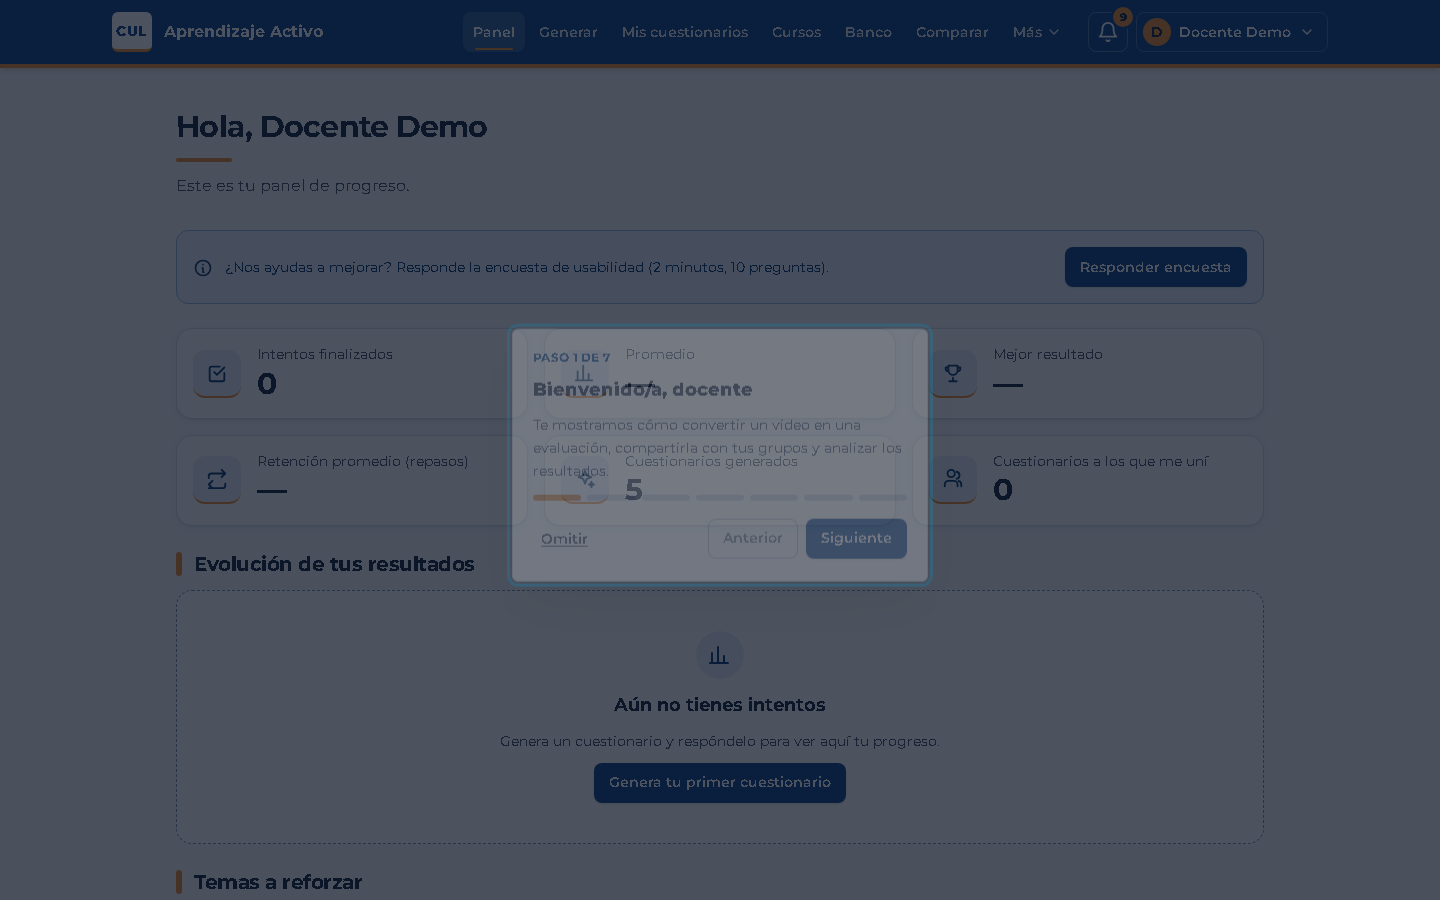 CUL
Aprendizaje Activo
Panel
Generar
Mis cuestionarios
Cursos
Banco
Comparar
Más
9
D
Docente Demo
Hola, Docente Demo
Este es tu panel de progreso.
¿Nos ayudas a mejorar? Responde la encuesta de usabilidad (2 minutos, 10 preguntas).
Responder encuesta
Intentos finalizados
0
Promedio
—
Mejor resultado
—
Retención promedio (repasos)
—
Cuestionarios generados
5
Cuestionarios a los que me uní
0
PASO 1 DE 7
Bienvenido/a, docente
Te mostramos cómo convertir un video en una
evaluación, compartirla con tus grupos y analizar los
resultados.
Omitir
Anterior
Siguiente
Evolución de tus resultados
Aún no tienes intentos
Genera un cuestionario y respóndelo para ver aquí tu progreso.
Genera tu primer cuestionario
Temas a reforzar